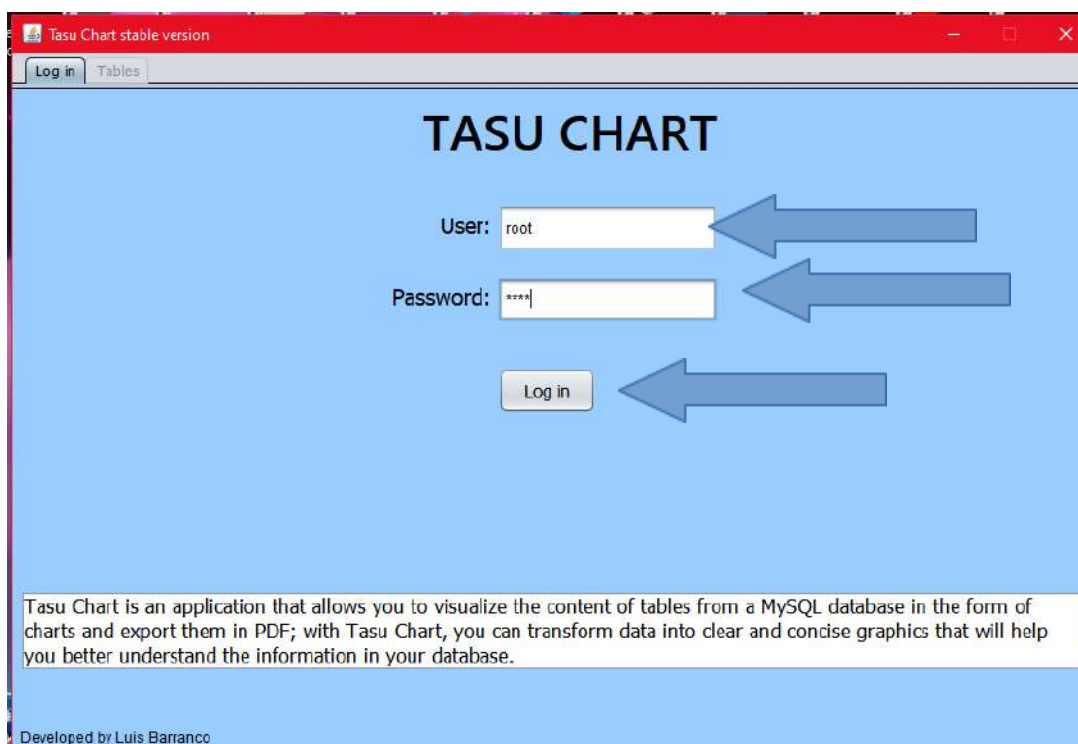 Tasu Chart stable version
Log in Tables
TASU CHART
User: root
Password: ****
Log in
Tasu Chart is an application that allows you to visualize the content of tables from a MySQL database in the form of
charts and export them in PDF; with Tasu Chart, you can transform data into clear and concise graphics that will help
you better understand the information in your database.
Developed by Luis Barranco